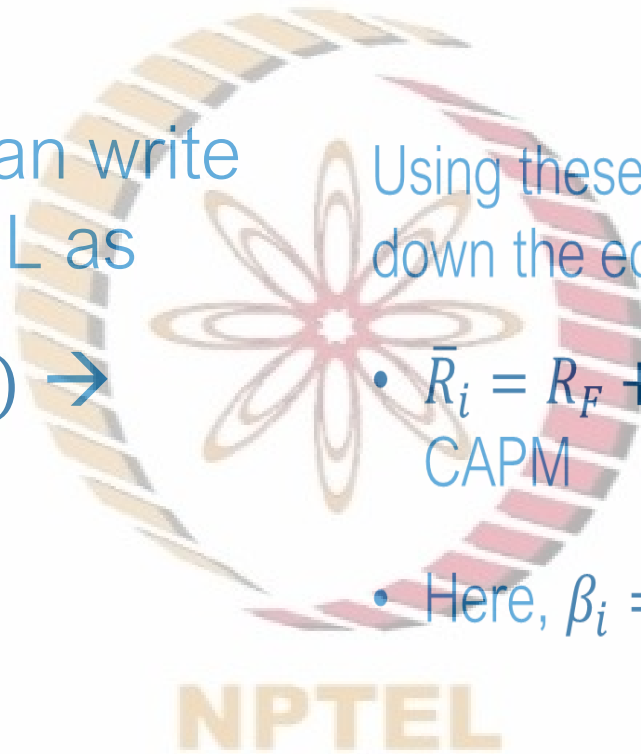 an write
L as
) →
Using these
down the eq
• R̄ᵢ = R_F +
CAPM
• Here, βᵢ =
NPTEL